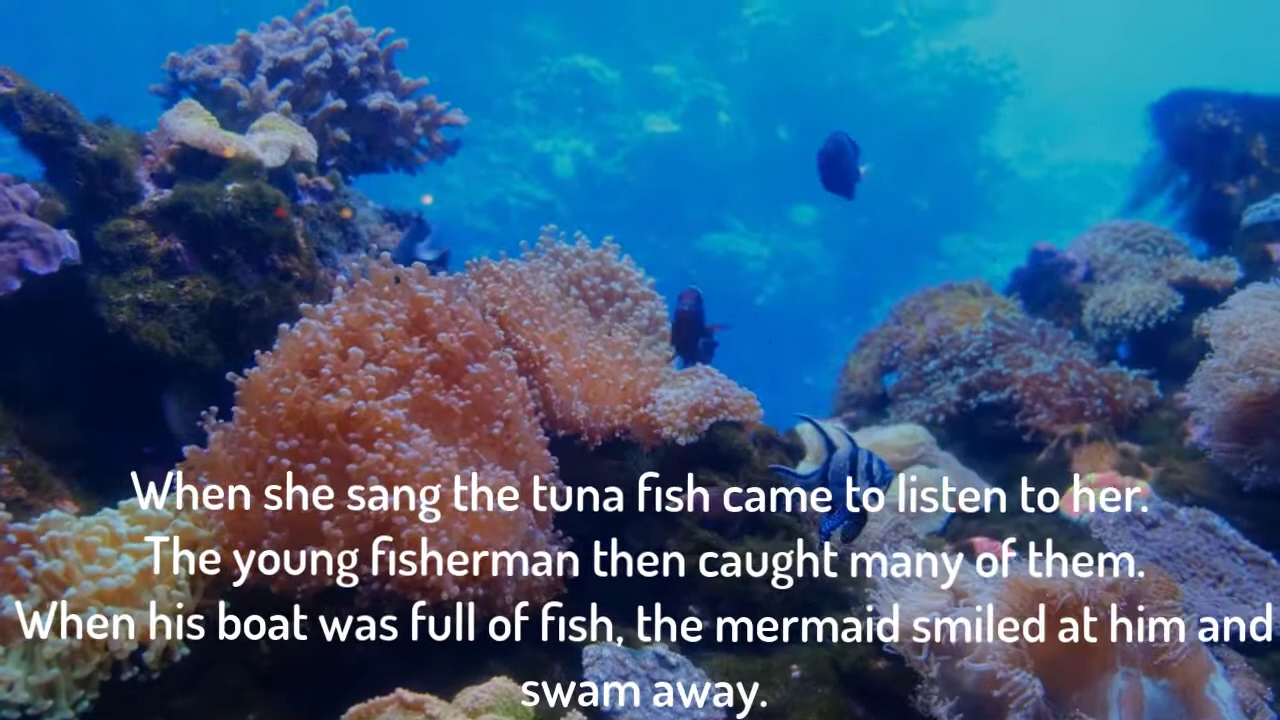 When she sang the tuna fish came to listen to her.
The young fisherman then caught many of them.
When his boat was full of fish, the mermaid smiled at him and
swam away.